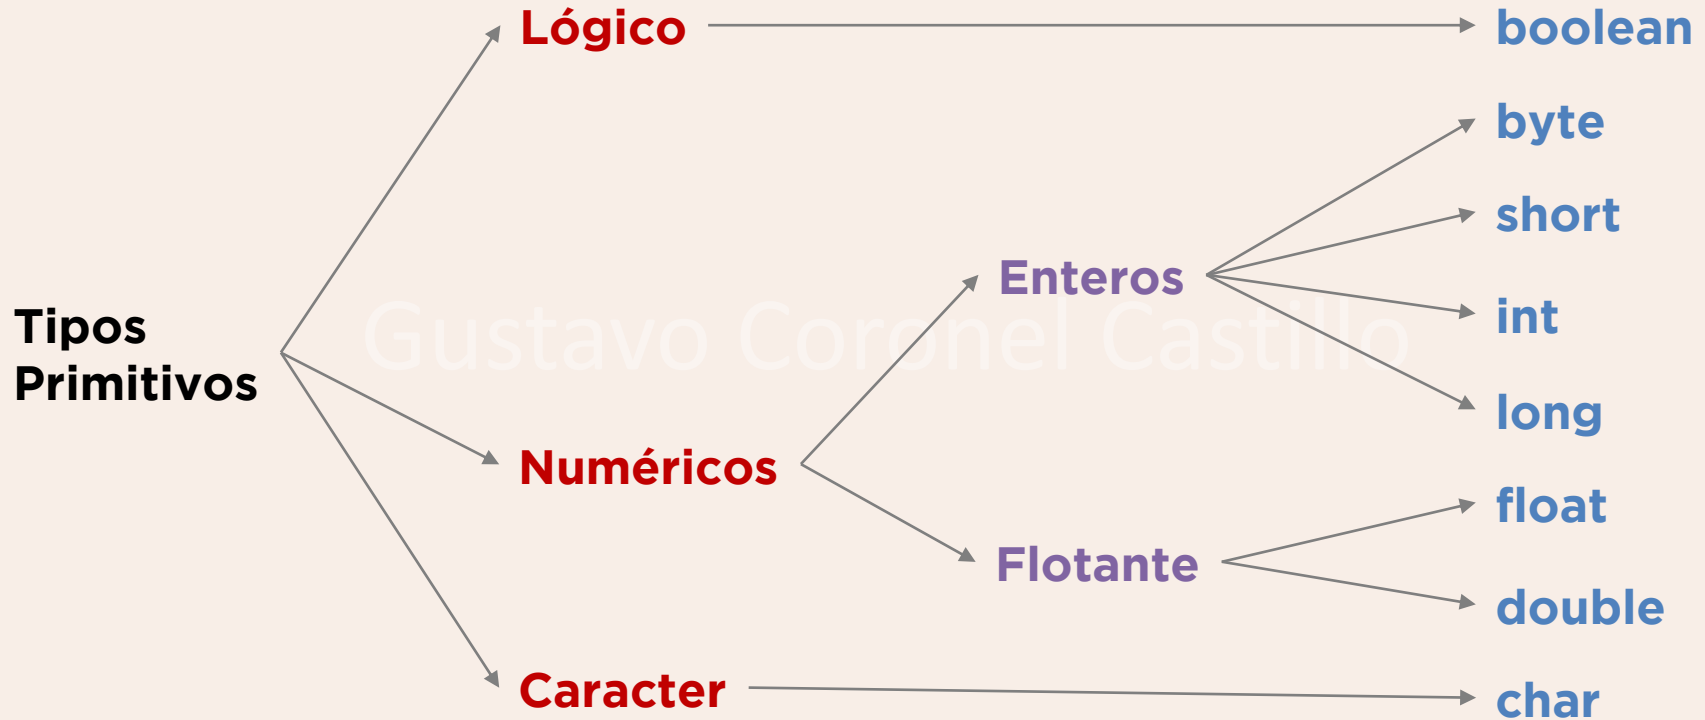 Lógico
boolean
byte
short
Enteros
Tipos
Primitivos
Gustavo Coronel Castillo
int
long
Numéricos
float
Flotante
double
Caracter
char